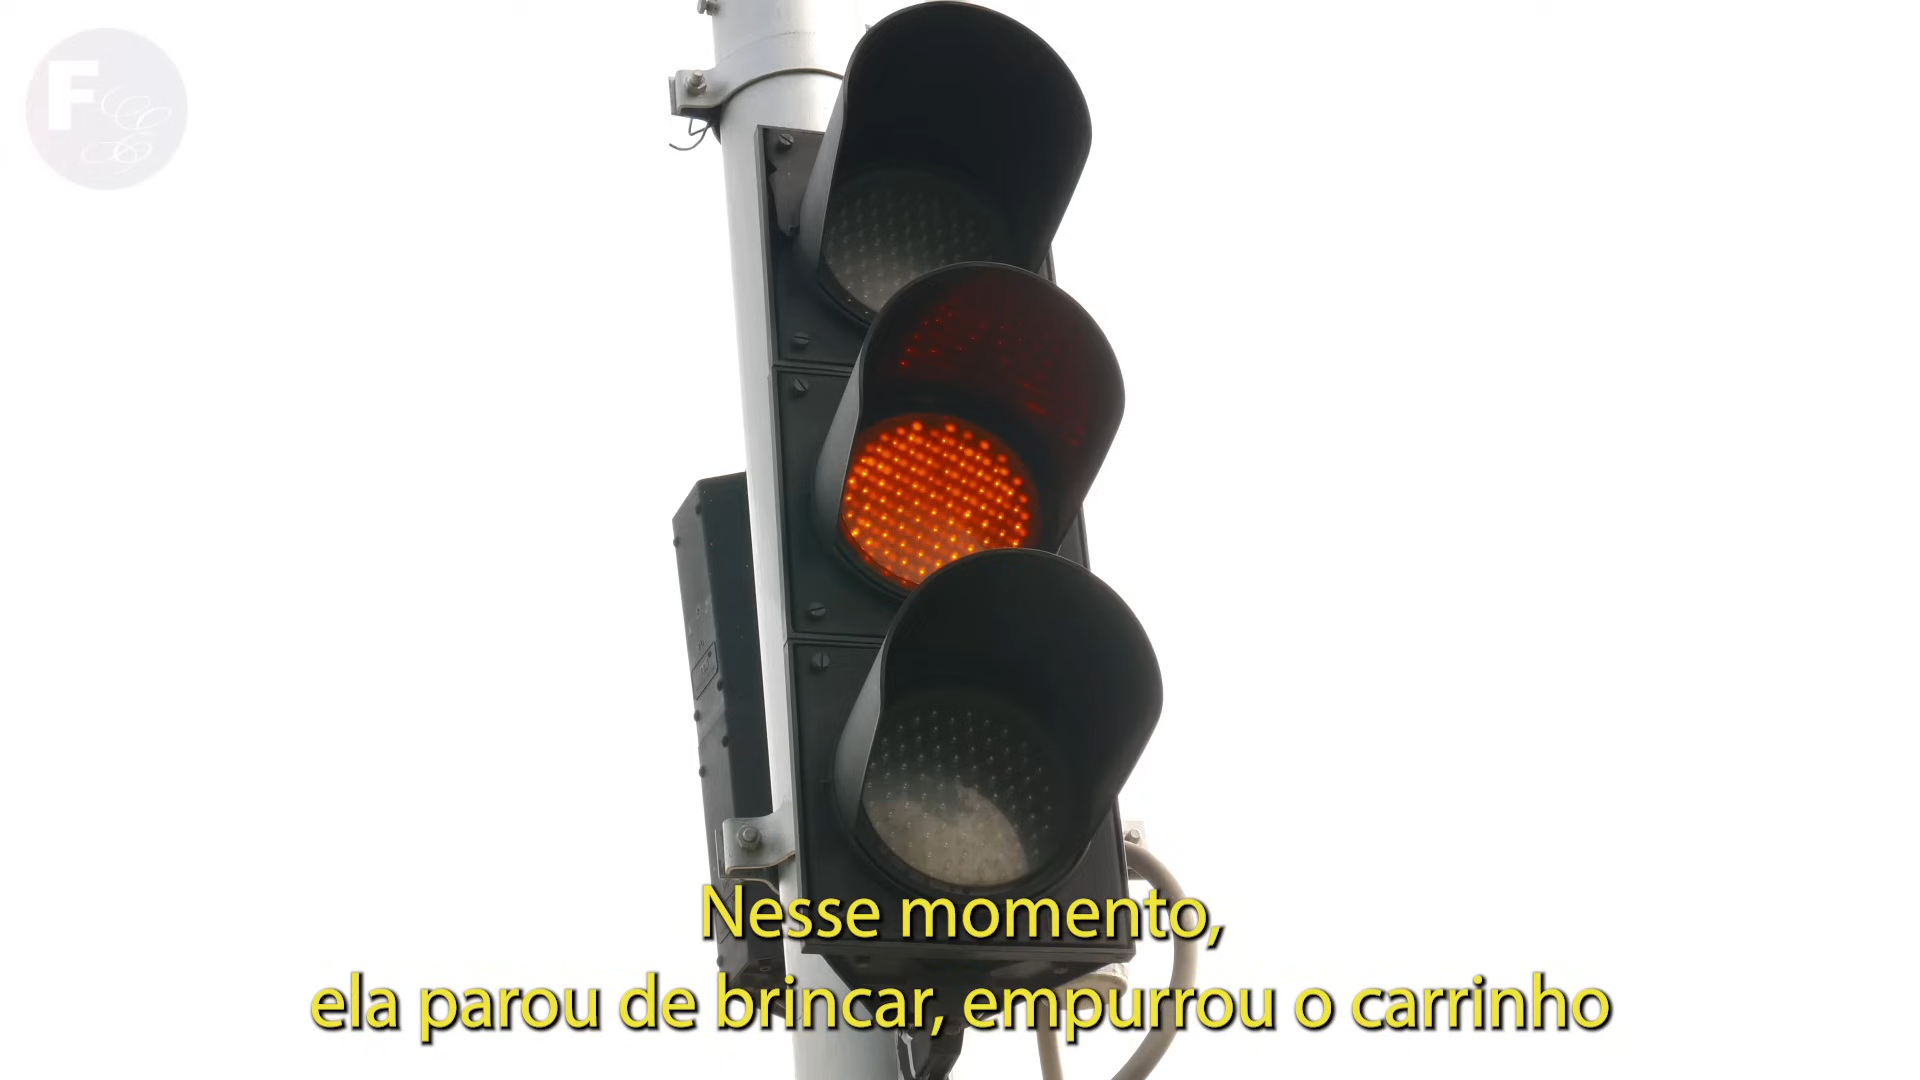 F
Nesse momento,
ela parou de brincar, empurrou o carrinho